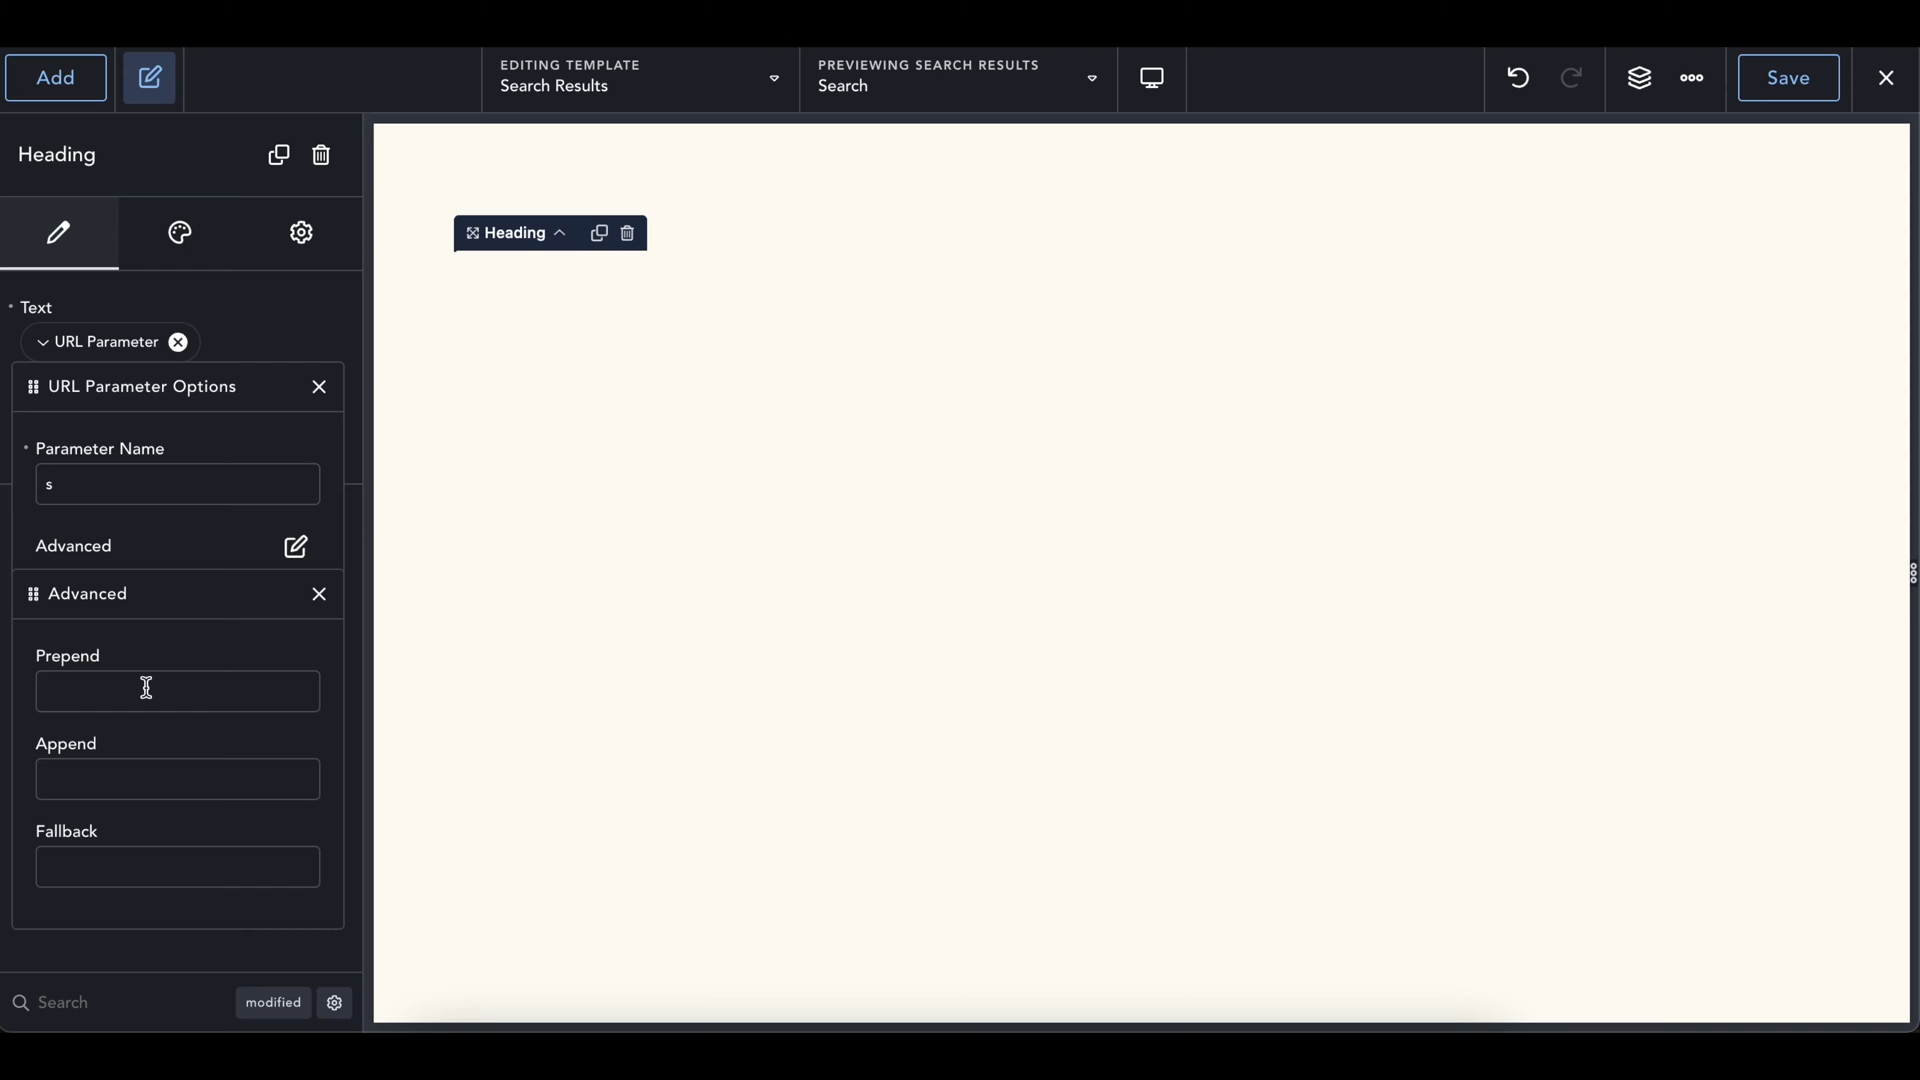 Add
EDITING TEMPLATE
Search Results
PREVIEWING SEARCH RESULTS
Search
Save
Heading
Heading
Text
URL Parameter
URL Parameter Options
Parameter Name
s
Advanced
Advanced
Prepend
Append
Fallback
Search
modified